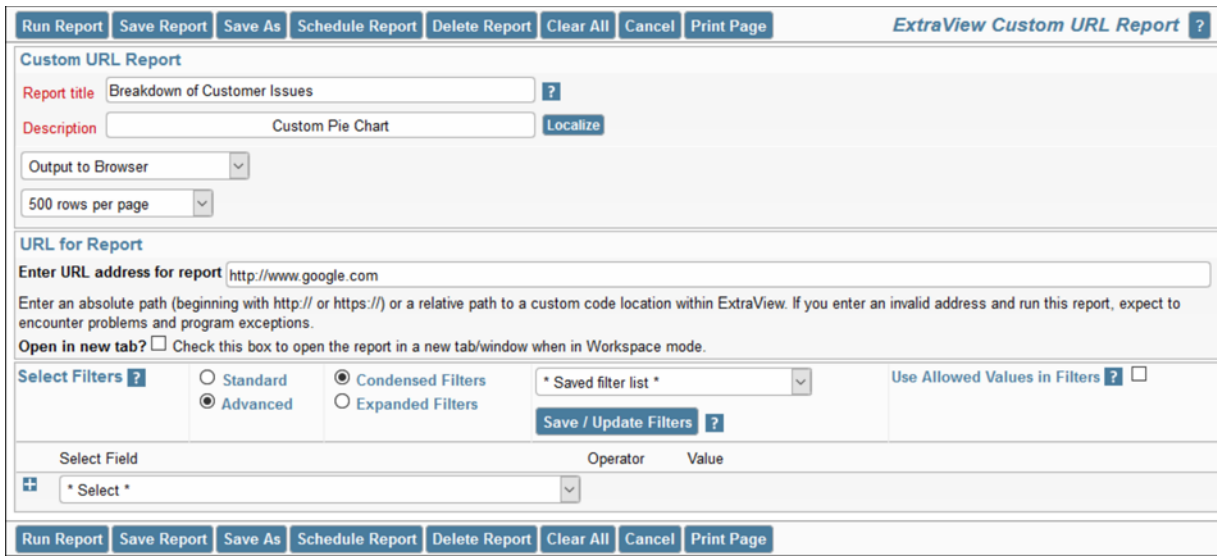 Run Report Save Report Save As Schedule Report Delete Report Clear All Cancel Print Page ExtraView Custom URL Report ?
Custom URL Report
Report title Breakdown of Customer Issues ?
Description Custom Pie Chart Localize
Output to Browser
500 rows per page
URL for Report
Enter URL address for report http://www.google.com
Enter an absolute path (beginning with http:// or https://) or a relative path to a custom code location within ExtraView. If you enter an invalid address and run this report, expect to
encounter problems and program exceptions.
Open in new tab? Check this box to open the report in a new tab/window when in Workspace mode.
Select Filters ? Standard Condensed Filters * Saved filter list * Use Allowed Values in Filters ?
Advanced Expanded Filters
Save / Update Filters ?
Select Field Operator Value
* Select *
Run Report Save Report Save As Schedule Report Delete Report Clear All Cancel Print Page